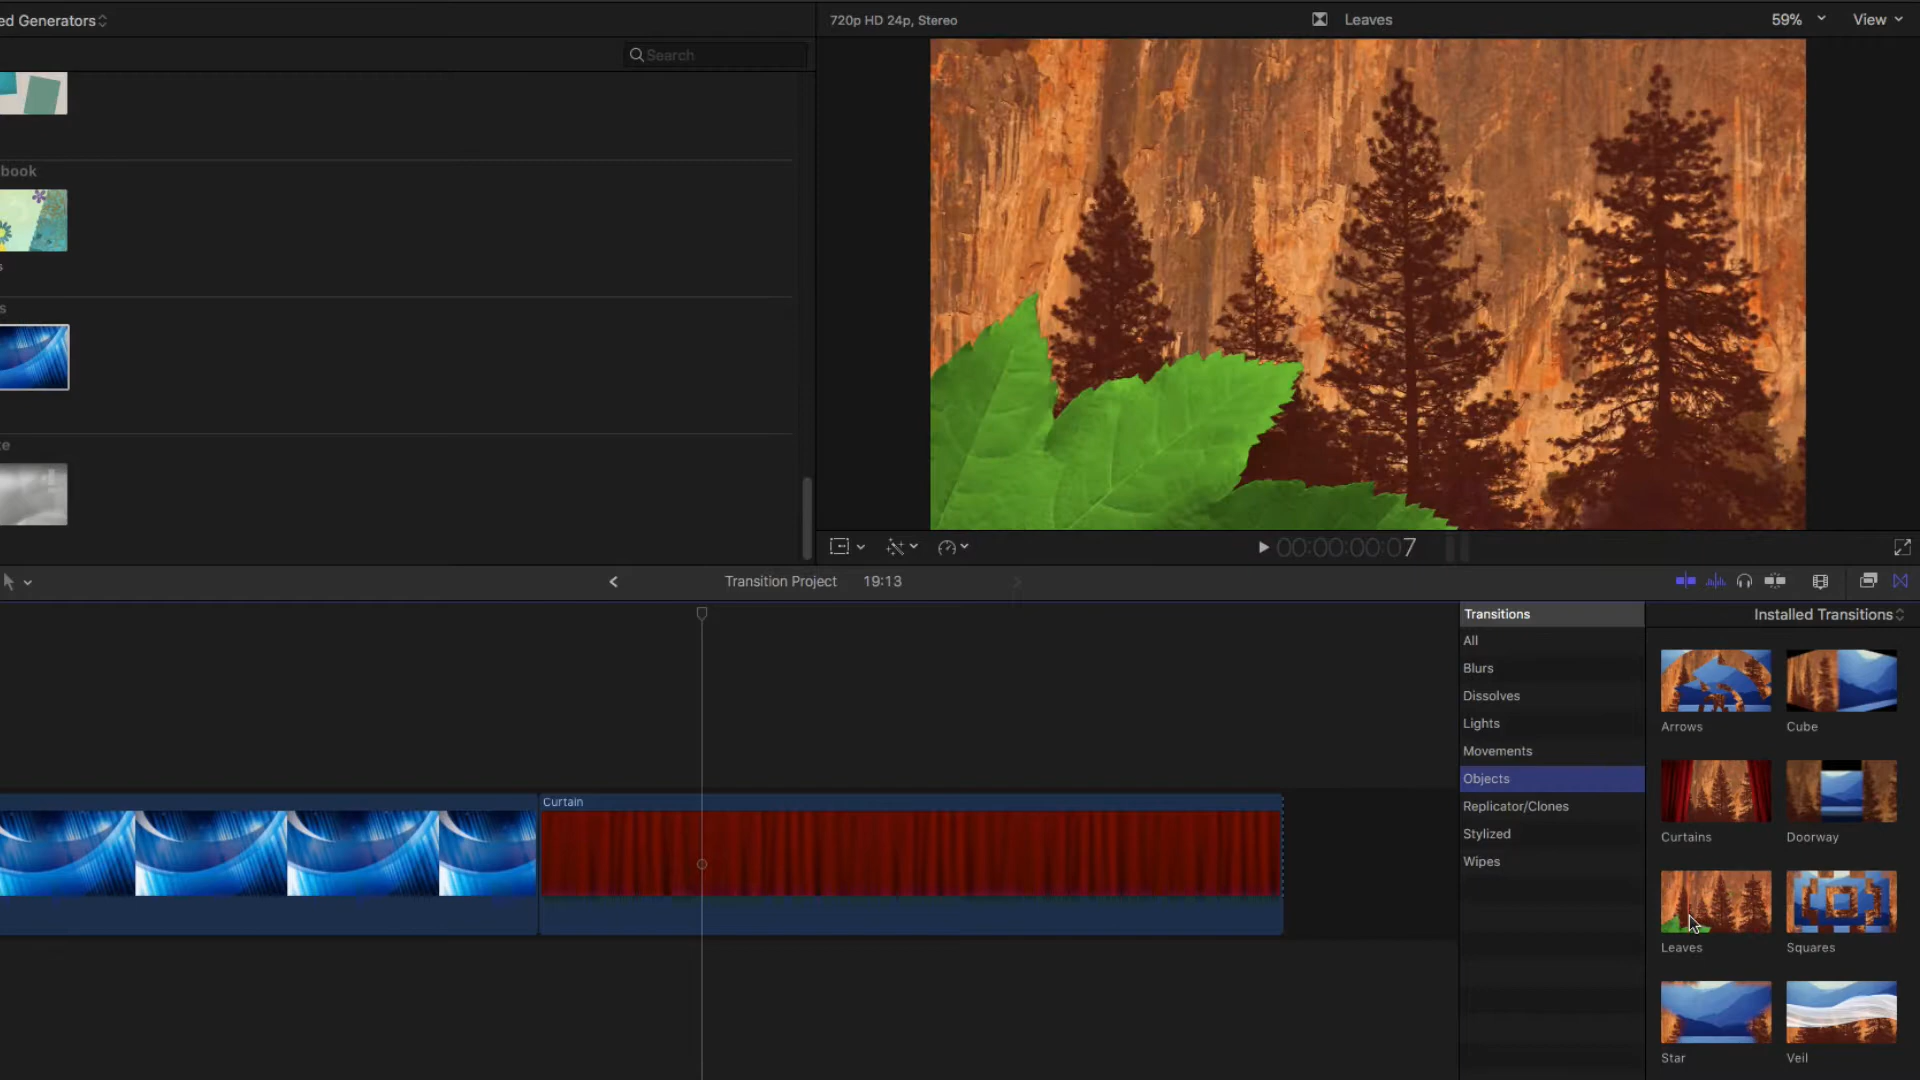 ed Generators
720p HD 24p, Stereo
Leaves
59%
View
Search
book
s
s
te
00:00:00:07
Transition Project
19:13
Transitions
Installed Transitions
All
Blurs
Dissolves
Lights
Movements
Objects
Replicator/Clones
Stylized
Wipes
Arrows
Cube
Curtains
Doorway
Leaves
Squares
Star
Veil
Curtain